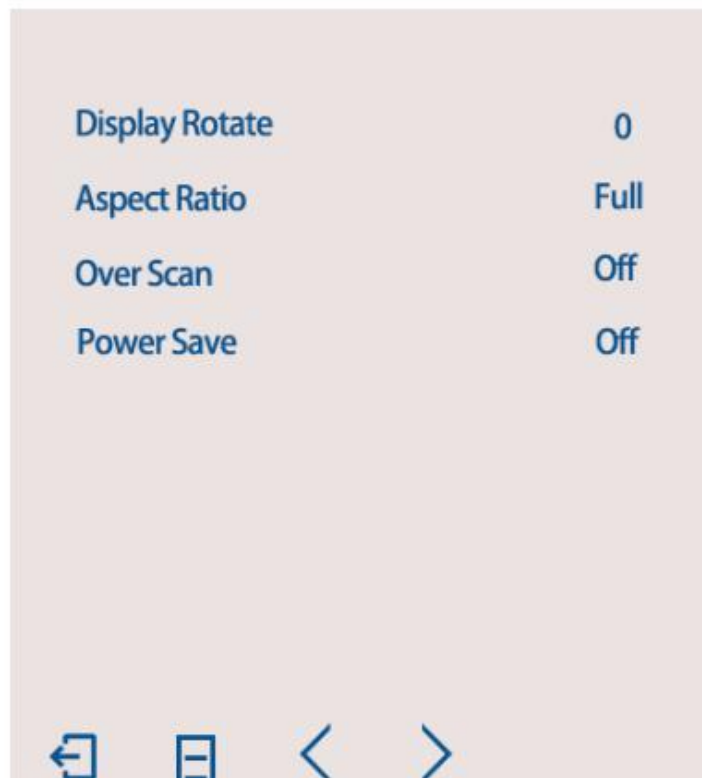 Display Rotate 0
Aspect Ratio Full
Over Scan Off
Power Save Off